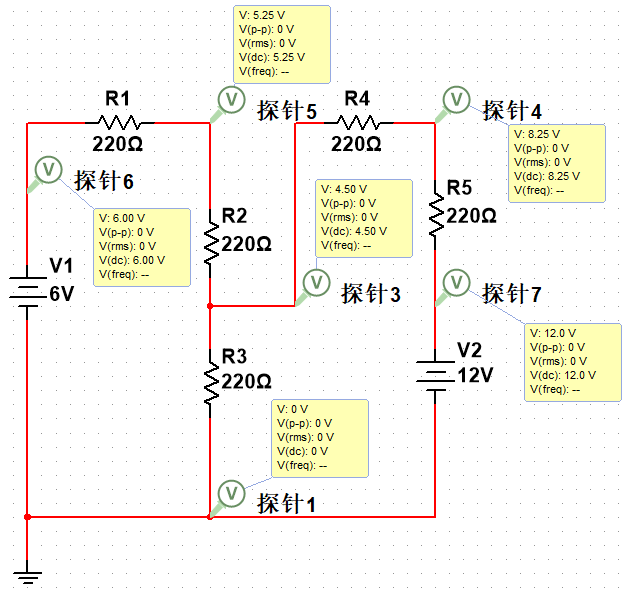 V: 5.25 V
V(p-p): 0 V
V(rms): 0 V
V(dc): 5.25 V
V(freq): --
R1
220Ω
V
探针5
R4
220Ω
V
探针4
V: 8.25 V
V(p-p): 0 V
V(rms): 0 V
V(dc): 8.25 V
V(freq): --
V
探针6
V: 6.00 V
V(p-p): 0 V
V(rms): 0 V
V(dc): 6.00 V
V(freq): --
V: 4.50 V
V(p-p): 0 V
V(rms): 0 V
V(dc): 4.50 V
V(freq): --
R5
220Ω
R2
220Ω
V1
6V
V
探针3
V
探针7
V: 12.0 V
V(p-p): 0 V
V(rms): 0 V
V(dc): 12.0 V
V(freq): --
R3
220Ω
V2
12V
V: 0 V
V(p-p): 0 V
V(rms): 0 V
V(dc): 0 V
V(freq): --
V
探针1